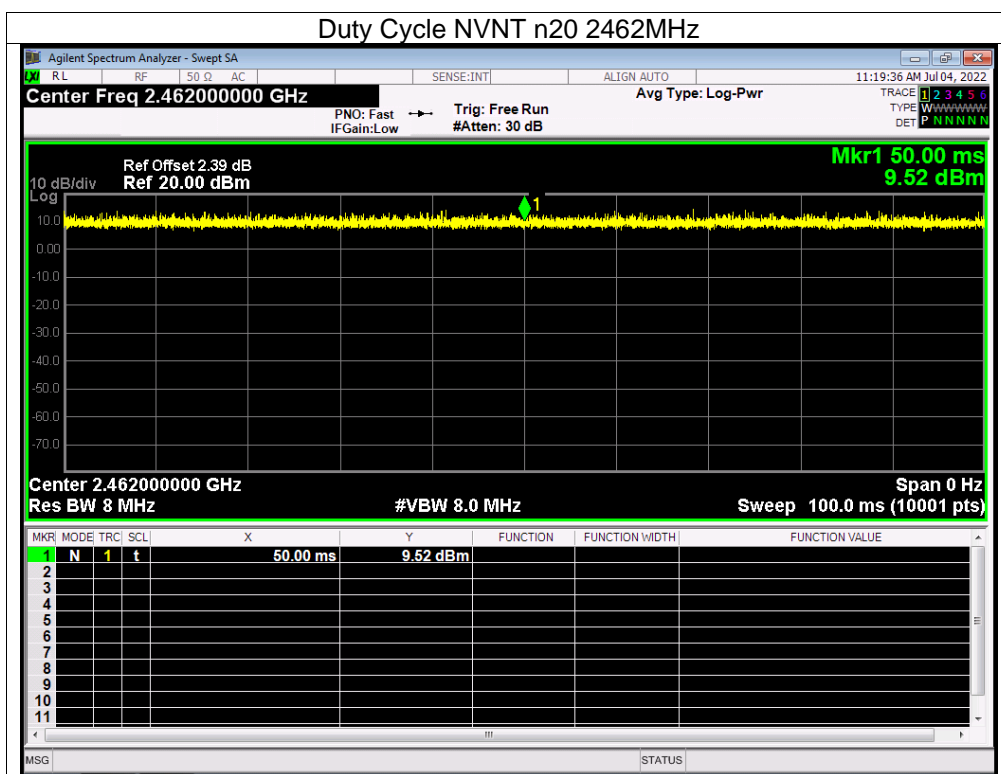 Duty Cycle NVNT n20 2462MHz
Agilent Spectrum Analyzer - Swept SA
LXI RL RF 50 Ω AC SENSE:INT ALIGN AUTO 11:19:36 AM Jul 04, 2022
Center Freq 2.462000000 GHz Avg Type: Log-Pwr TRACE 1 2 3 4 5 6
PNO: Fast Trig: Free Run TYPE WWWWWW
IFGain:Low #Atten: 30 dB DET P N N N N N
Mkr1 50.00 ms
Ref Offset 2.39 dB
10 dB/div Ref 20.00 dBm 9.52 dBm
Log
1
10.0
0.00
-10.0
-20.0
-30.0
-40.0
-50.0
-60.0
-70.0
Center 2.462000000 GHz Span 0 Hz
Res BW 8 MHz #VBW 8.0 MHz Sweep 100.0 ms (10001 pts)
MKR MODE TRC SCL X Y FUNCTION FUNCTION WIDTH FUNCTION VALUE
1 N 1 t 50.00 ms 9.52 dBm
2
3
4
5
6
7
8
9
10
11
MSG STATUS